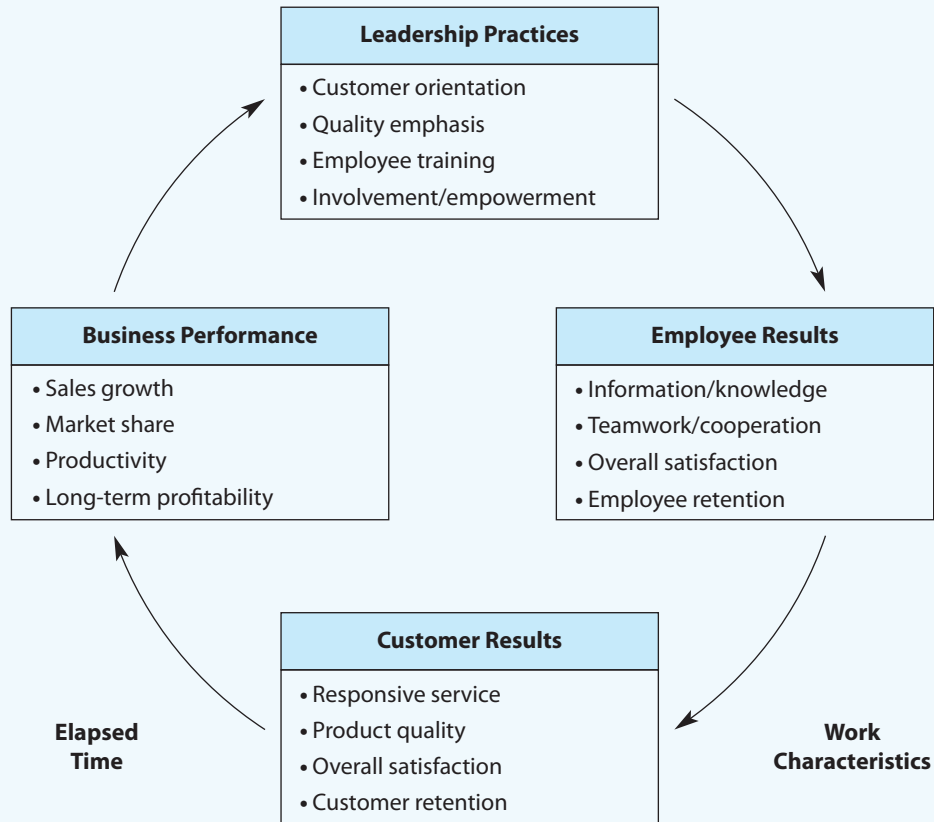 Leadership Practices
• Customer orientation
• Quality emphasis
• Employee training
• Involvement/empowerment
Business Performance
• Sales growth
• Market share
• Productivity
• Long-term profitability
Employee Results
• Information/knowledge
• Teamwork/cooperation
• Overall satisfaction
• Employee retention
Customer Results
• Responsive service
• Product quality
• Overall satisfaction
• Customer retention
Elapsed
Time
Work
Characteristics